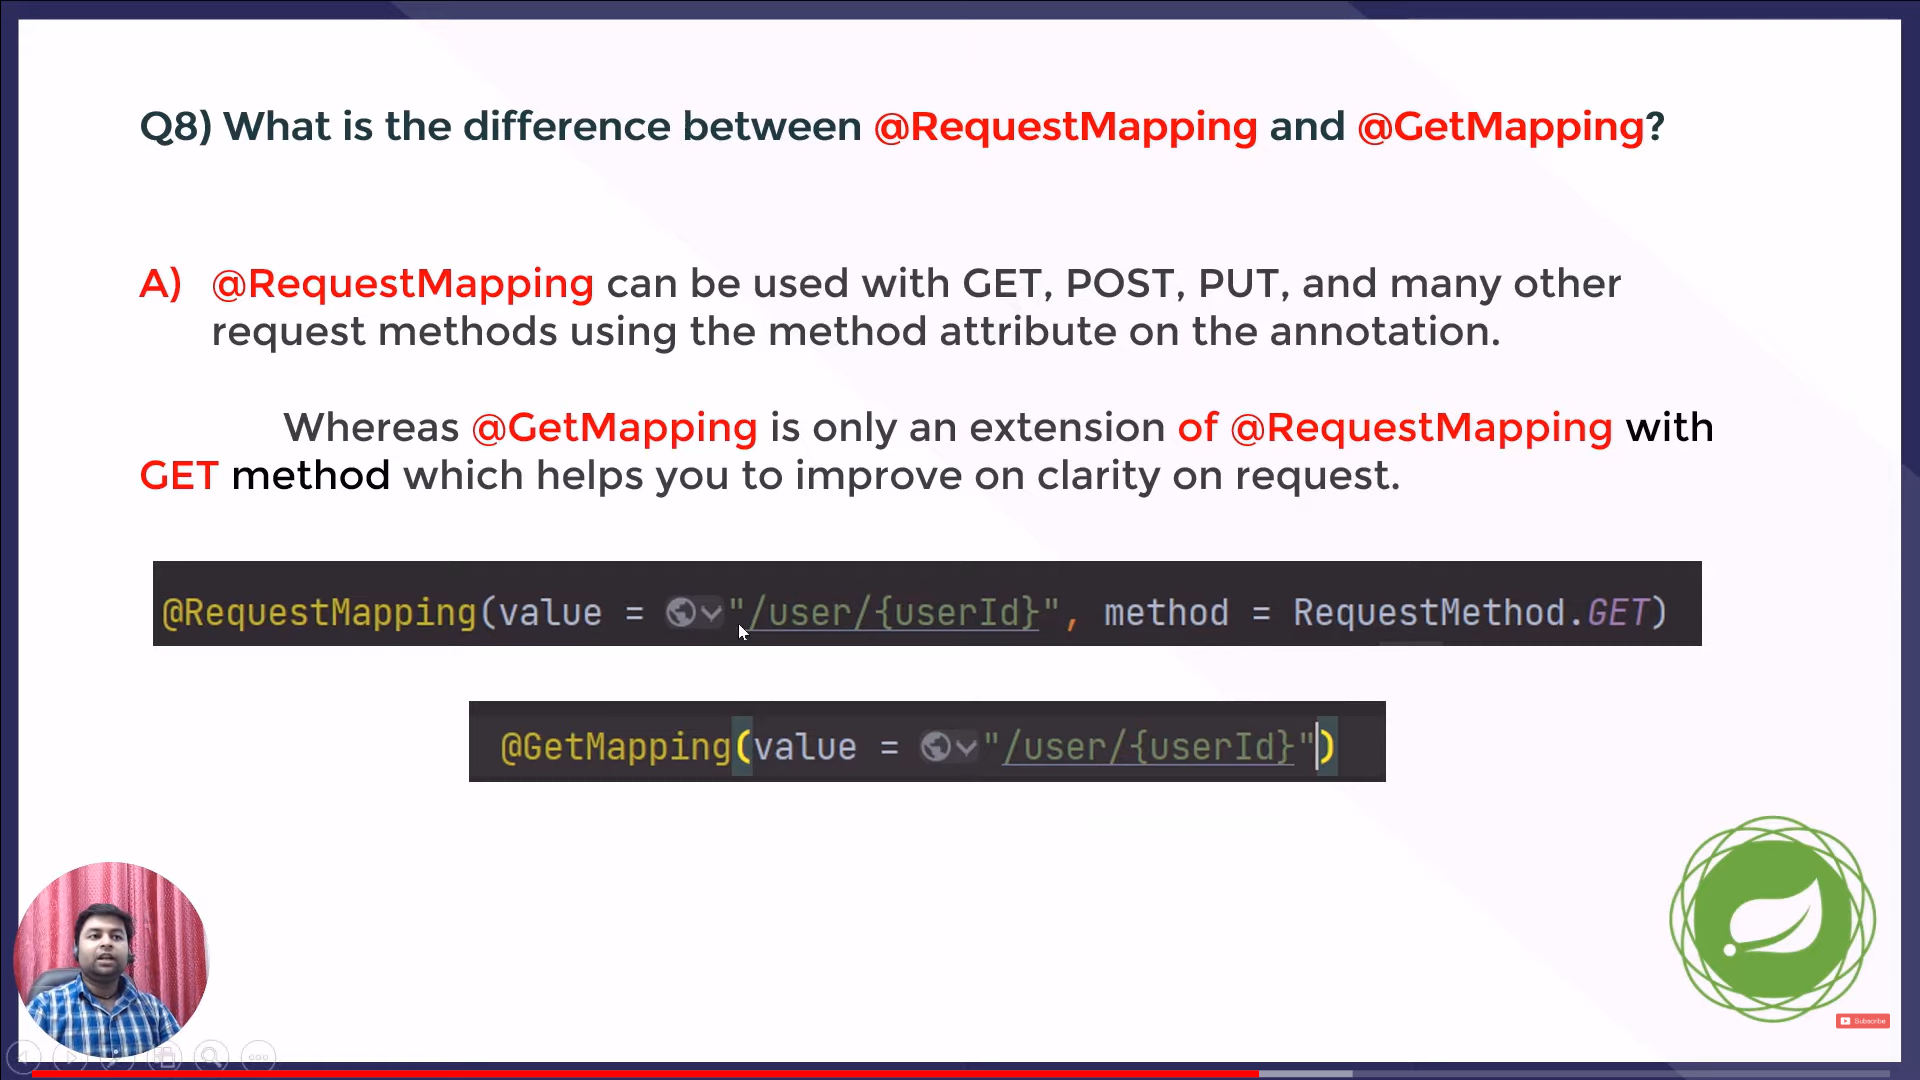 Q8) What is the difference between @RequestMapping and @GetMapping?
A) @RequestMapping can be used with GET, POST, PUT, and many other
request methods using the method attribute on the annotation.
Whereas @GetMapping is only an extension of @RequestMapping with
GET method which helps you to improve on clarity on request.
@RequestMapping(value = "/user/{userId}", method = RequestMethod.GET)
@GetMapping(value = "/user/{userId}")
Subscribe